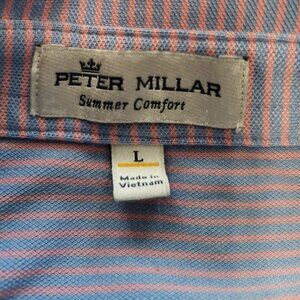 PETER MILLAR
Summer Comfort
L
Made in
Vietnam